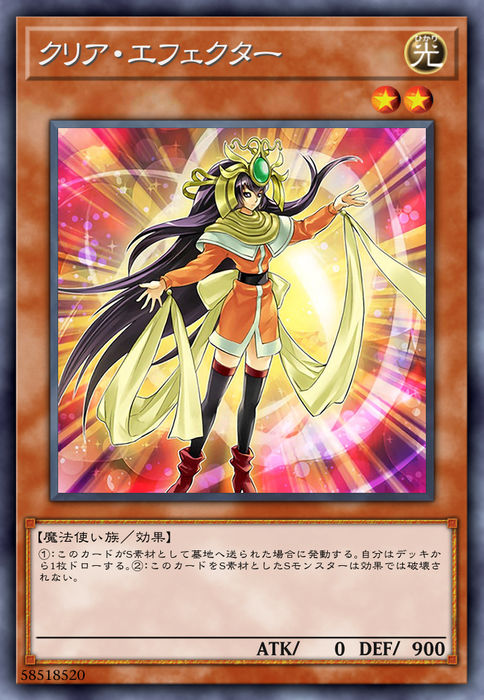 クリア・エフェクター
ひかり
光
【魔法使い族／効果】
①：このカードがS素材として墓地へ送られた場合に発動する。自分はデッキか
ら1枚ドローする。②：このカードをS素材としたSモンスターは効果では破壊さ
れない。
ATK/ 0 DEF/ 900
58518520